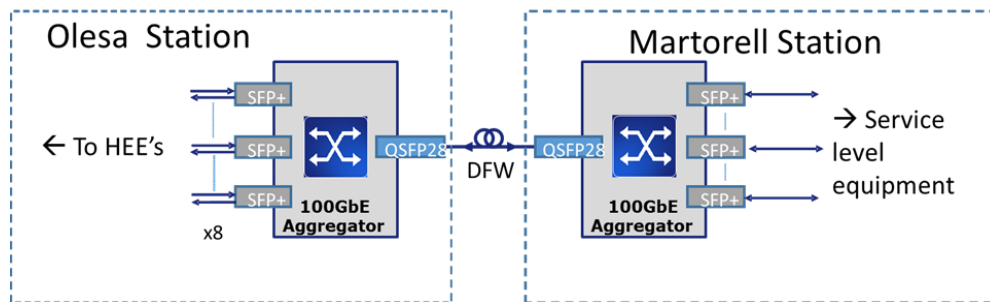 Olesa Station
SFP+
SFP+
SFP+
← To HEE's
x8
QSFP28
100GbE
Aggregator
DFW
Martorell Station
QSFP28
100GbE
Aggregator
SFP+
SFP+
SFP+
→ Service
level
equipment